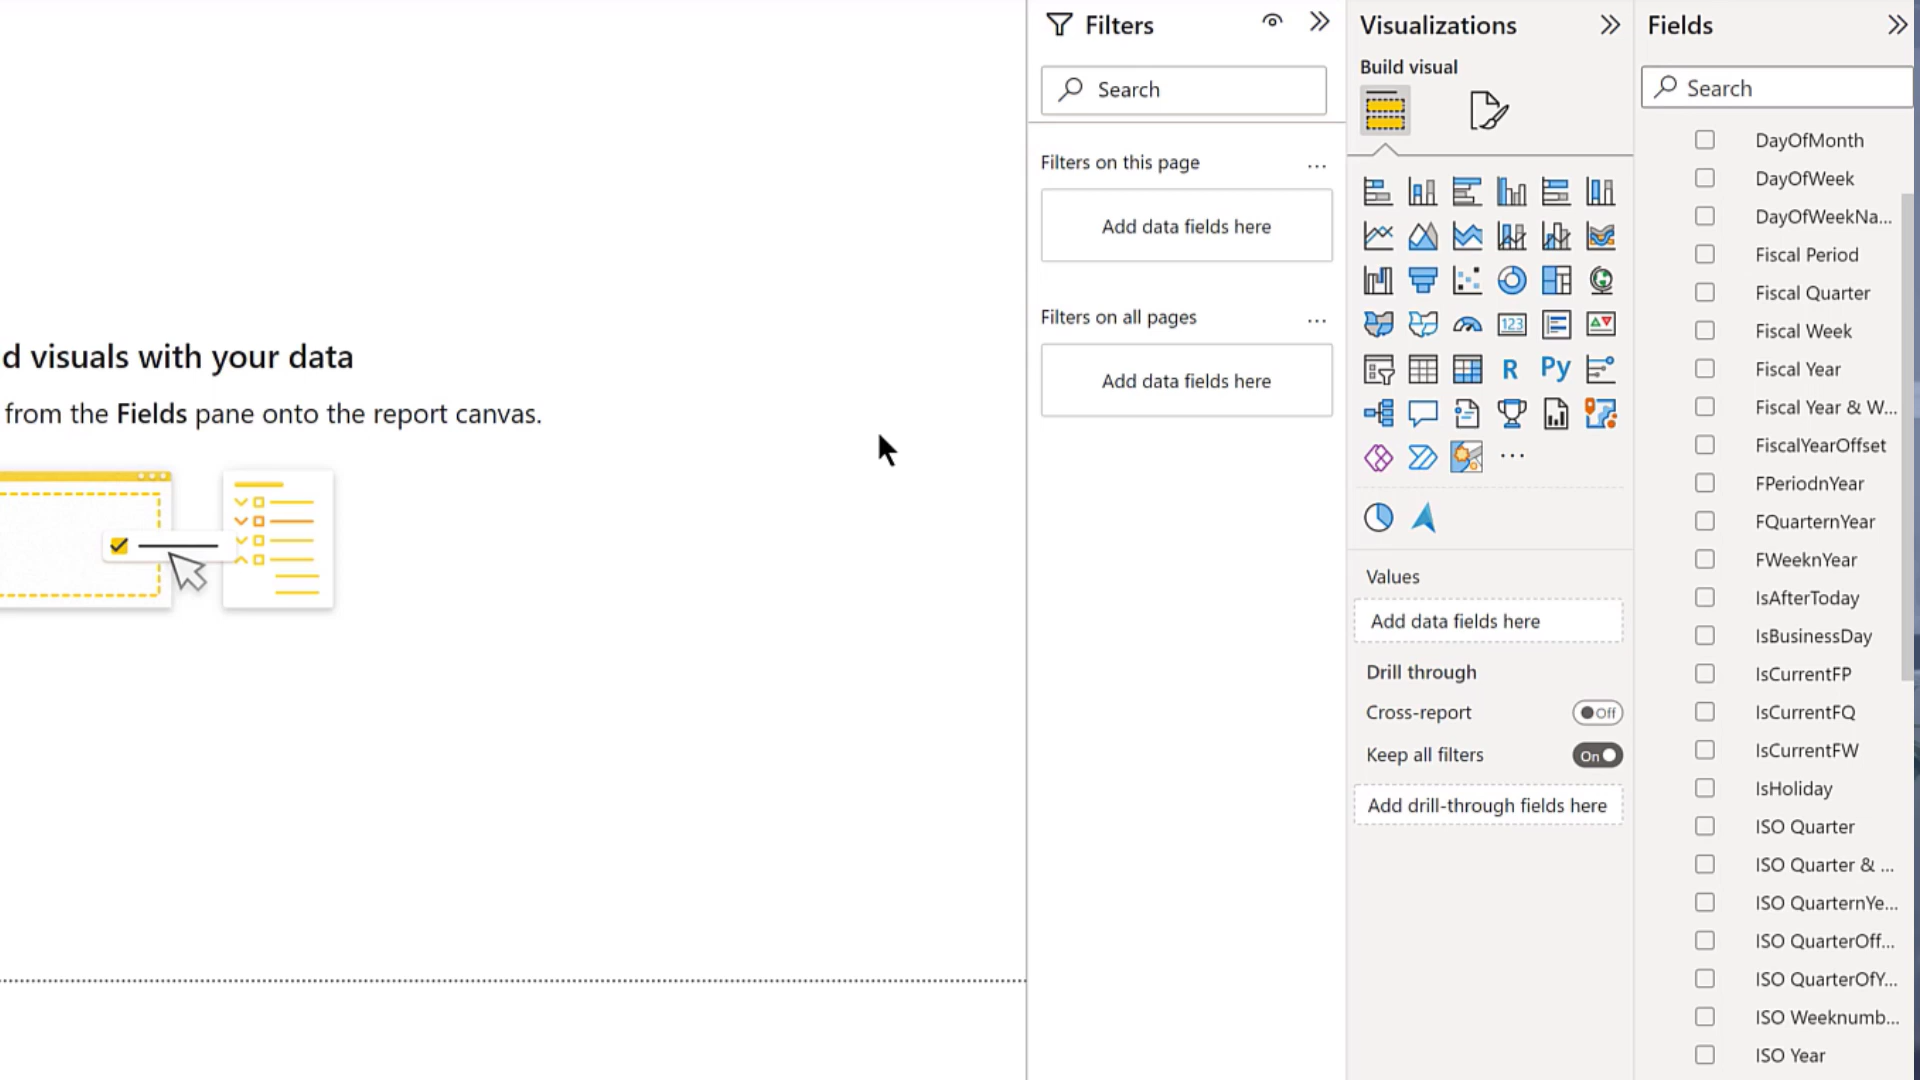 d visuals with your data
from the Fields pane onto the report canvas.
Filters
Search
Filters on this page
...
Add data fields here
Filters on all pages
...
Add data fields here
Visualizations
Build visual
123
R
Py
...
Values
Add data fields here
Drill through
Cross-report
Off
Keep all filters
On
Add drill-through fields here
Fields
Search
DayOfMonth
DayOfWeek
DayOfWeekNa...
Fiscal Period
Fiscal Quarter
Fiscal Week
Fiscal Year
Fiscal Year & W...
FiscalYearOffset
FPeriodnYear
FQuarternYear
FWeeknYear
IsAfterToday
IsBusinessDay
IsCurrentFP
IsCurrentFQ
IsCurrentFW
IsHoliday
ISO Quarter
ISO Quarter & ...
ISO QuarternYe...
ISO QuarterOff...
ISO QuarterOfY...
ISO Weeknumb...
ISO Year